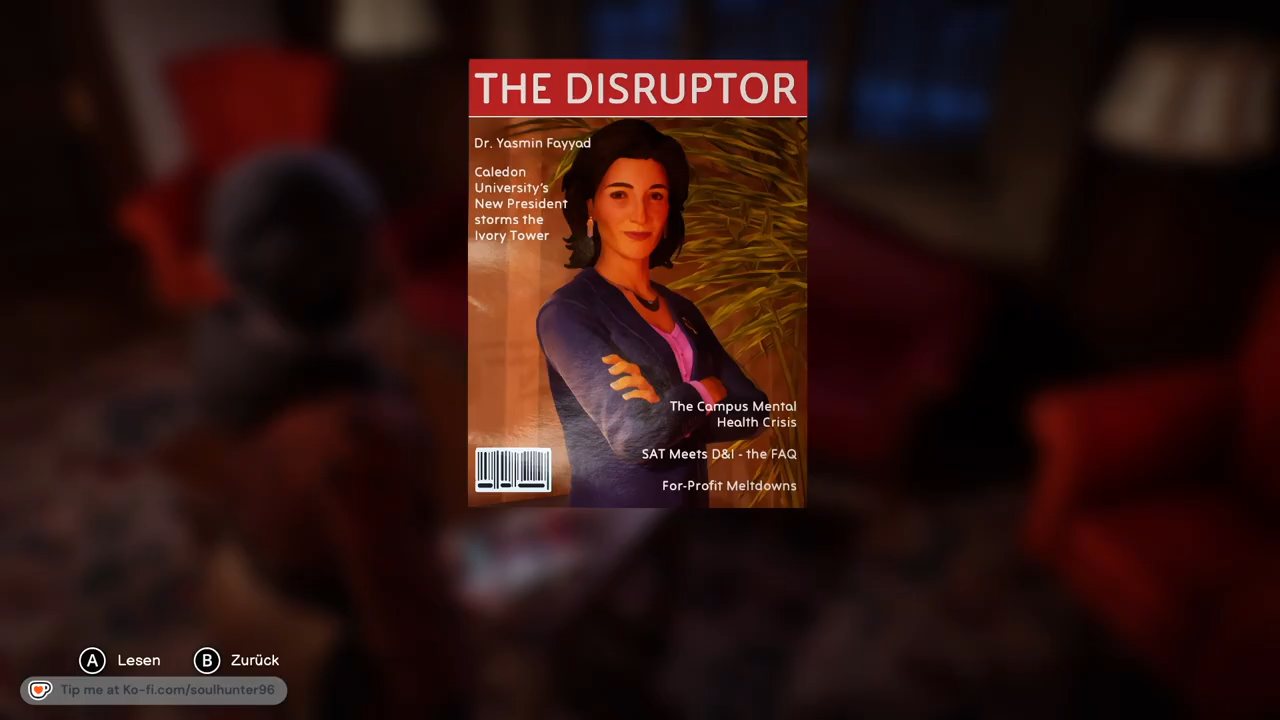 THE DISRUPTOR
Dr. Yasmin Fayyad
Caledon
University's
New President
storms the
Ivory Tower
The Campus Mental
Health Crisis
SAT Meets D&I - the FAQ
For-Profit Meltdowns
A Lesen B Zurück
Tip me at Ko-fi.com/soulhunter96